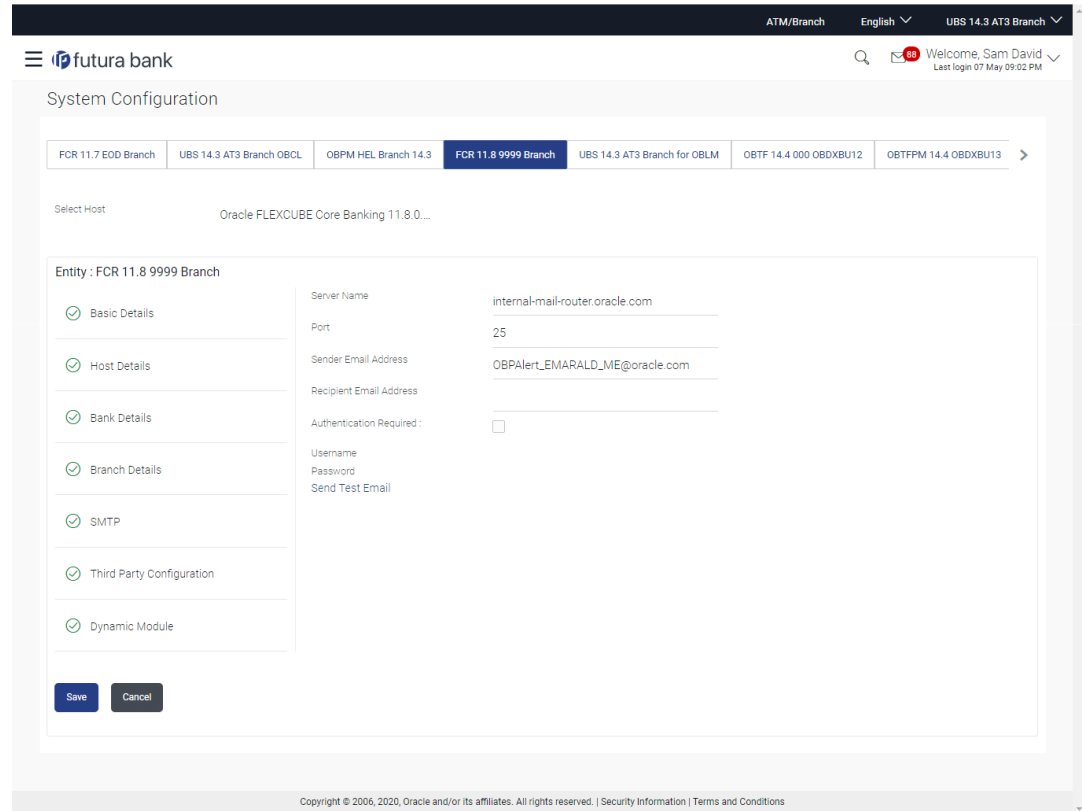 ATM/Branch English UBS 14.3 AT3 Branch
futura bank 88 Welcome, Sam David
Last login 07 May 09:02 PM
System Configuration
FCR 11.7 EOD Branch UBS 14.3 AT3 Branch OBCL OBPM HEL Branch 14.3 FCR 11.8 9999 Branch UBS 14.3 AT3 Branch for OBLM OBTF 14.4 000 OBDXBU12 OBTFPM 14.4 OBDXBU13
Select Host Oracle FLEXCUBE Core Banking 11.8.0....
Entity : FCR 11.8 9999 Branch
Basic Details
Host Details
Bank Details
Branch Details
SMTP
Third Party Configuration
Dynamic Module
Server Name internal-mail-router.oracle.com
Port 25
Sender Email Address OBPAlert_EMARALD_ME@oracle.com
Recipient Email Address
Authentication Required :
Username
Password
Send Test Email
Save Cancel
Copyright © 2006, 2020, Oracle and/or its affiliates. All rights reserved. | Security Information | Terms and Conditions